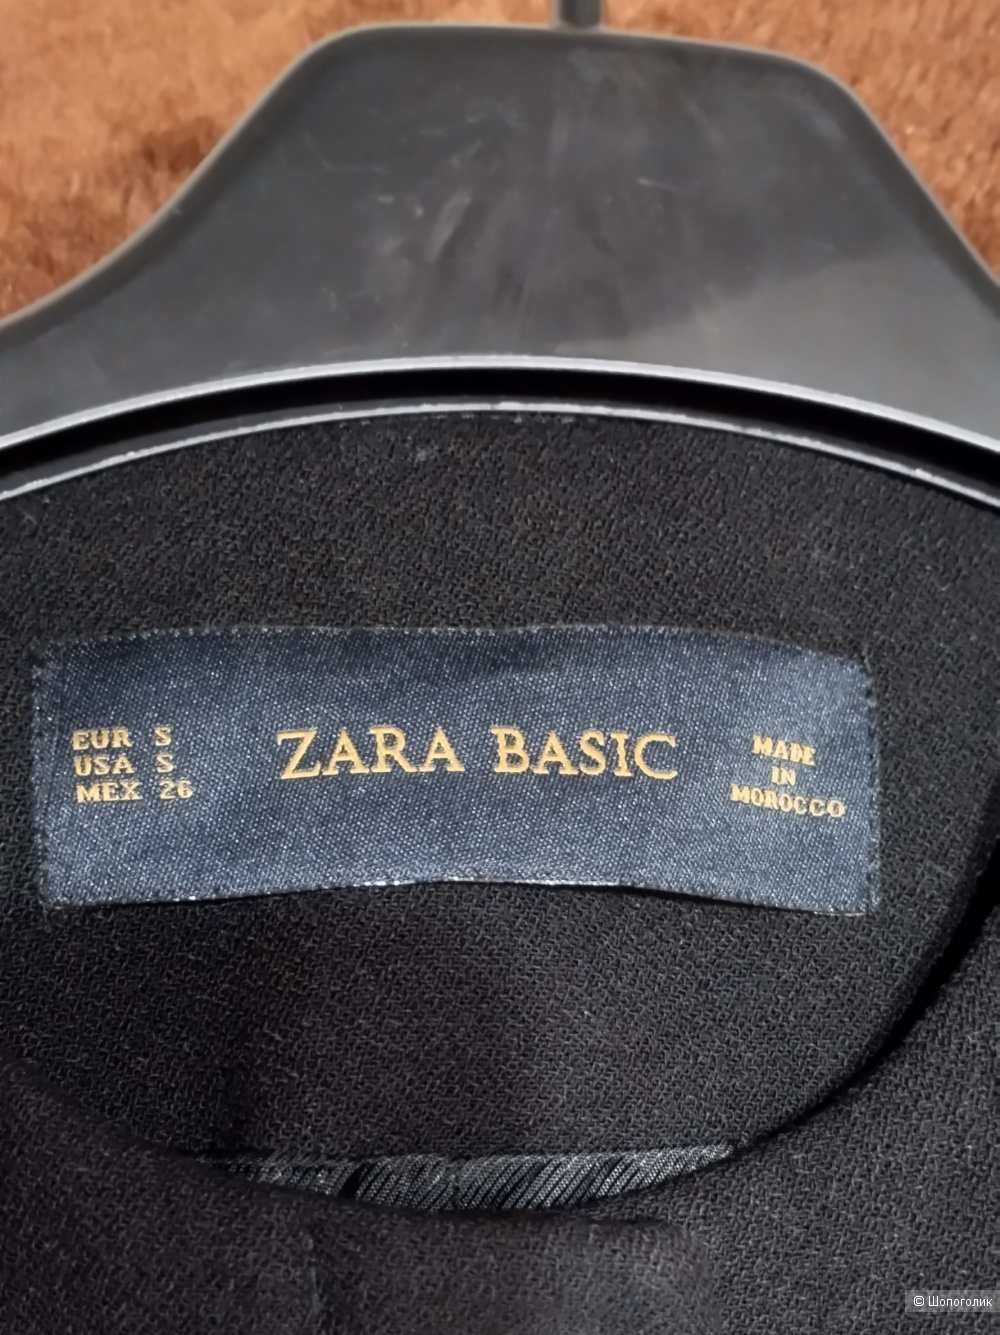 EUR S
USA S
MEX 26
ZARA BASIC
MADE
IN
MOROCCO
© Шопоголик